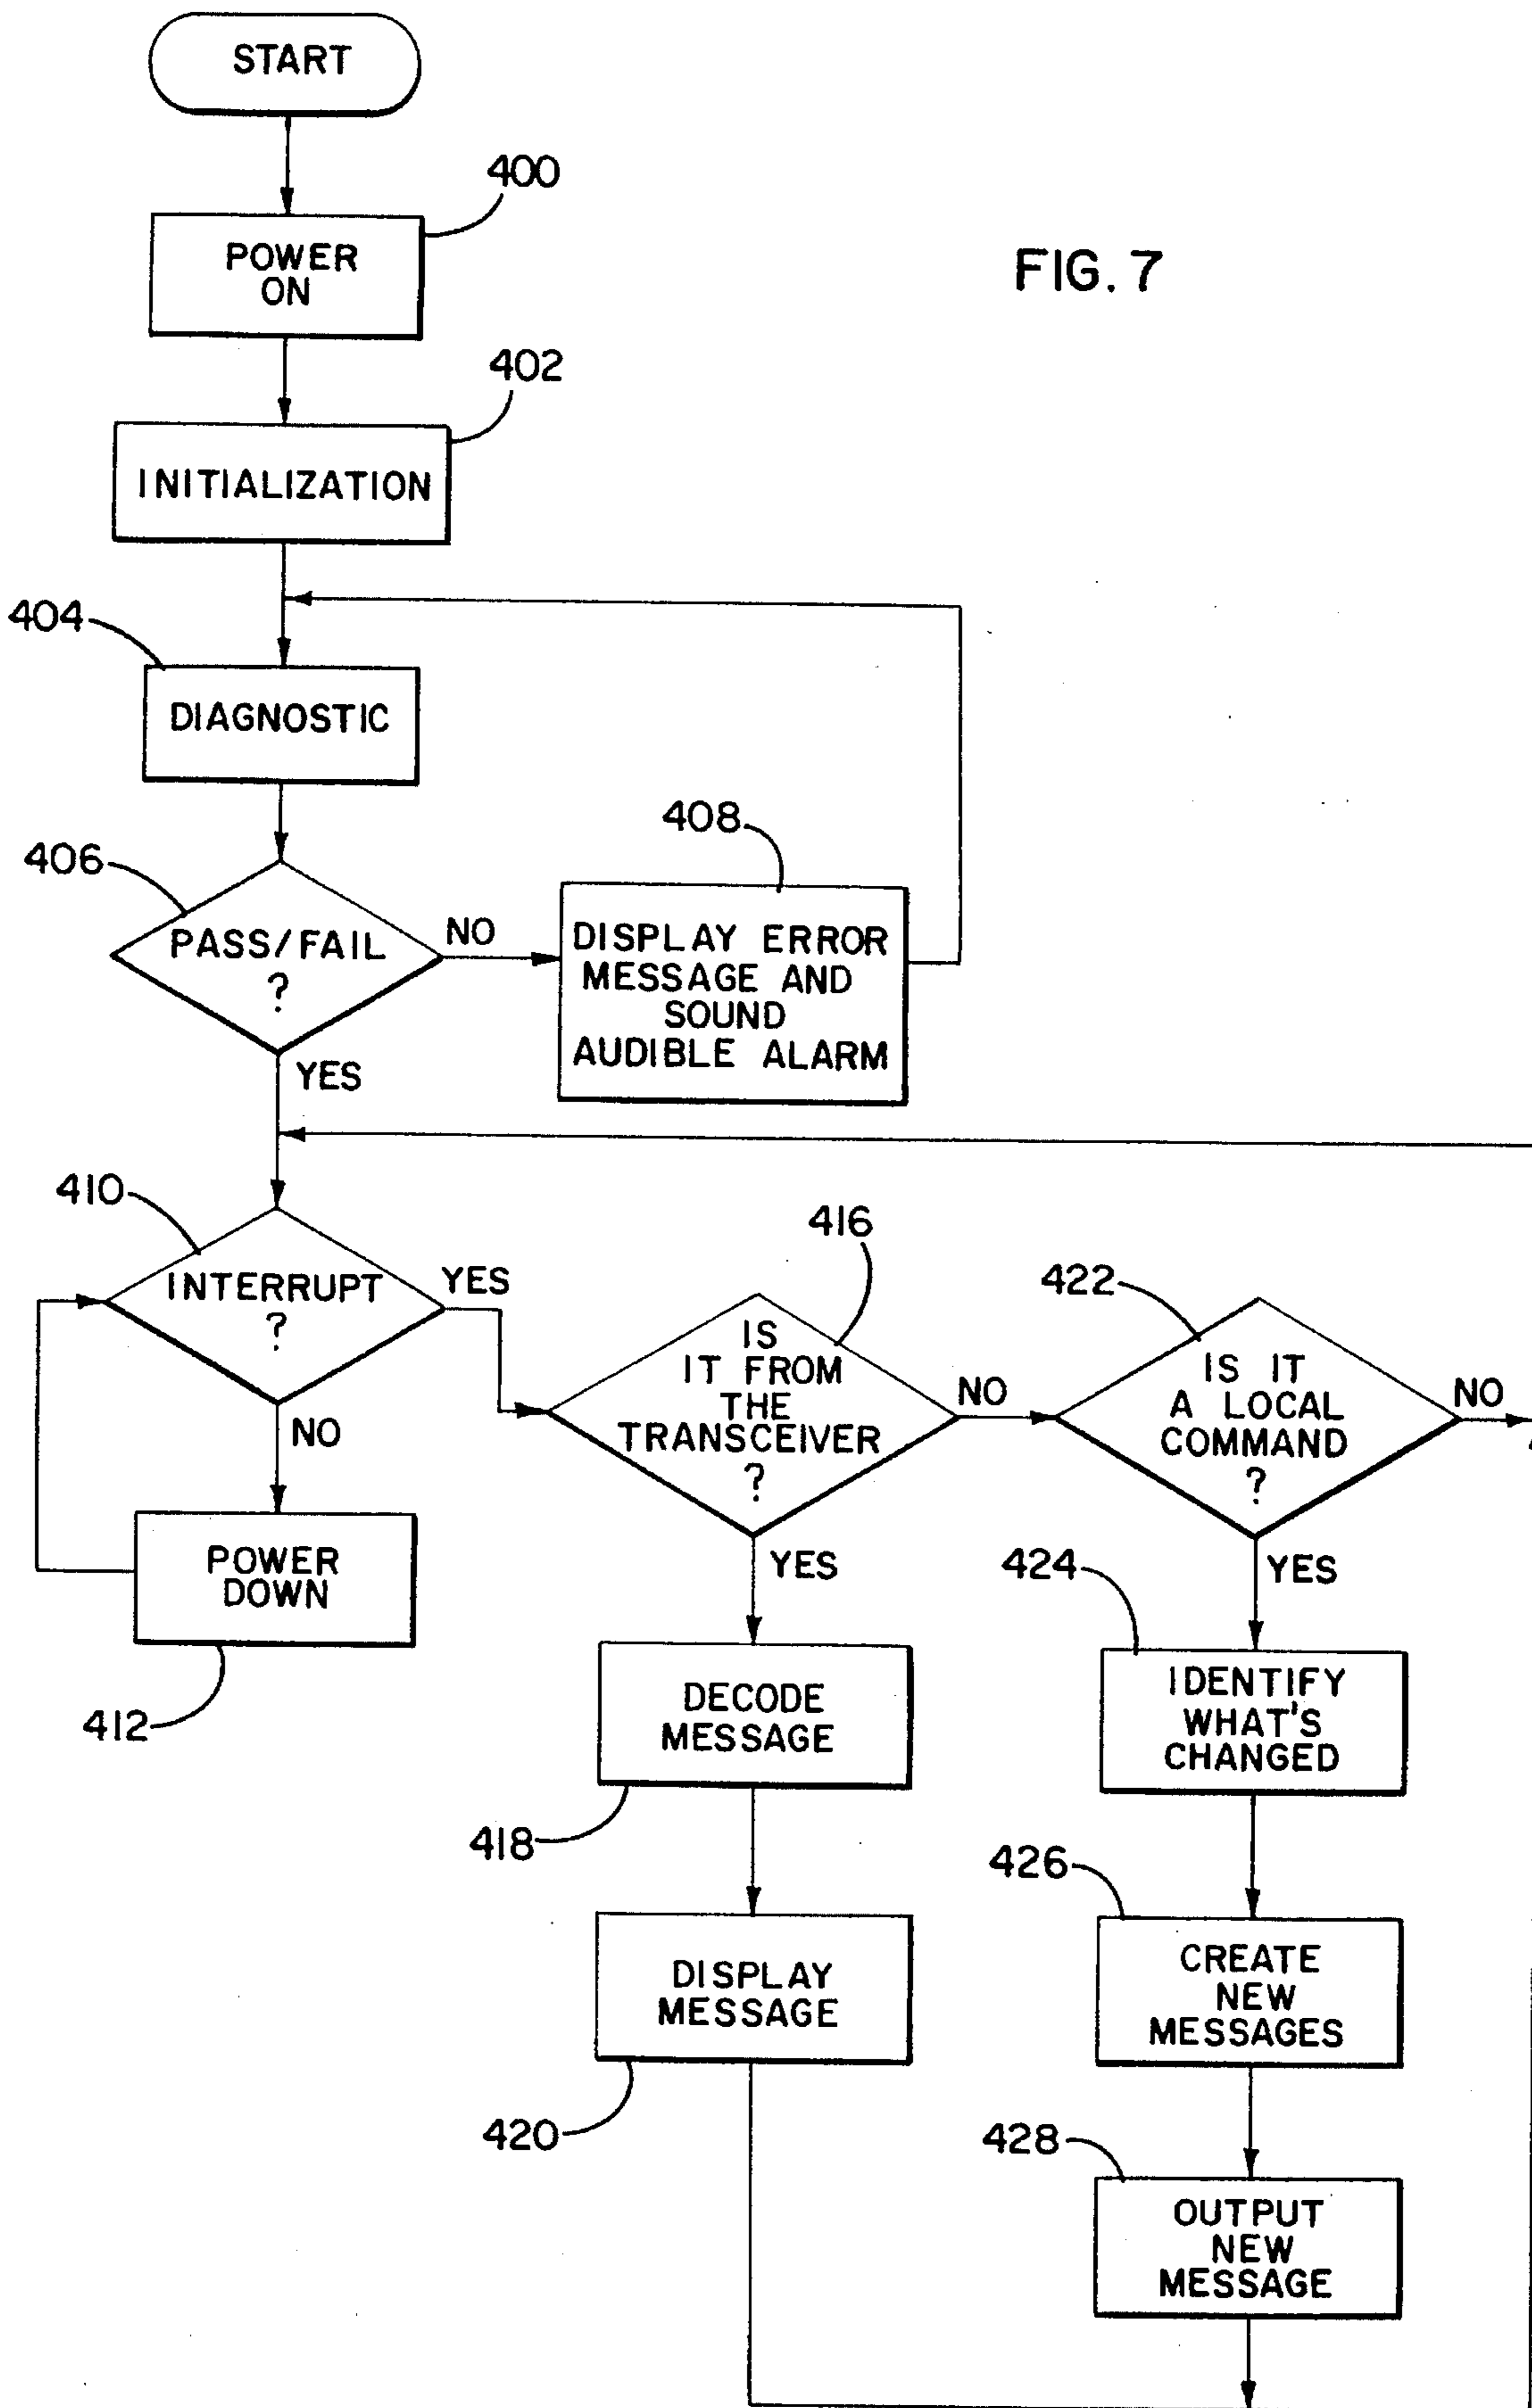 START
400
POWER
ON
FIG. 7
402
INITIALIZATION
404
DIAGNOSTIC
406
PASS/FAIL
?
NO
YES
408
DISPLAY ERROR
MESSAGE AND
SOUND
AUDIBLE ALARM
410
INTERRUPT
?
YES
NO
POWER
DOWN
412
416
IS
IT FROM
THE
TRANSCEIVER
?
NO
YES
422
IS IT
A LOCAL
COMMAND
?
NO
YES
DECODE
MESSAGE
418
DISPLAY
MESSAGE
420
424
IDENTIFY
WHAT'S
CHANGED
426
CREATE
NEW
MESSAGES
428
OUTPUT
NEW
MESSAGE